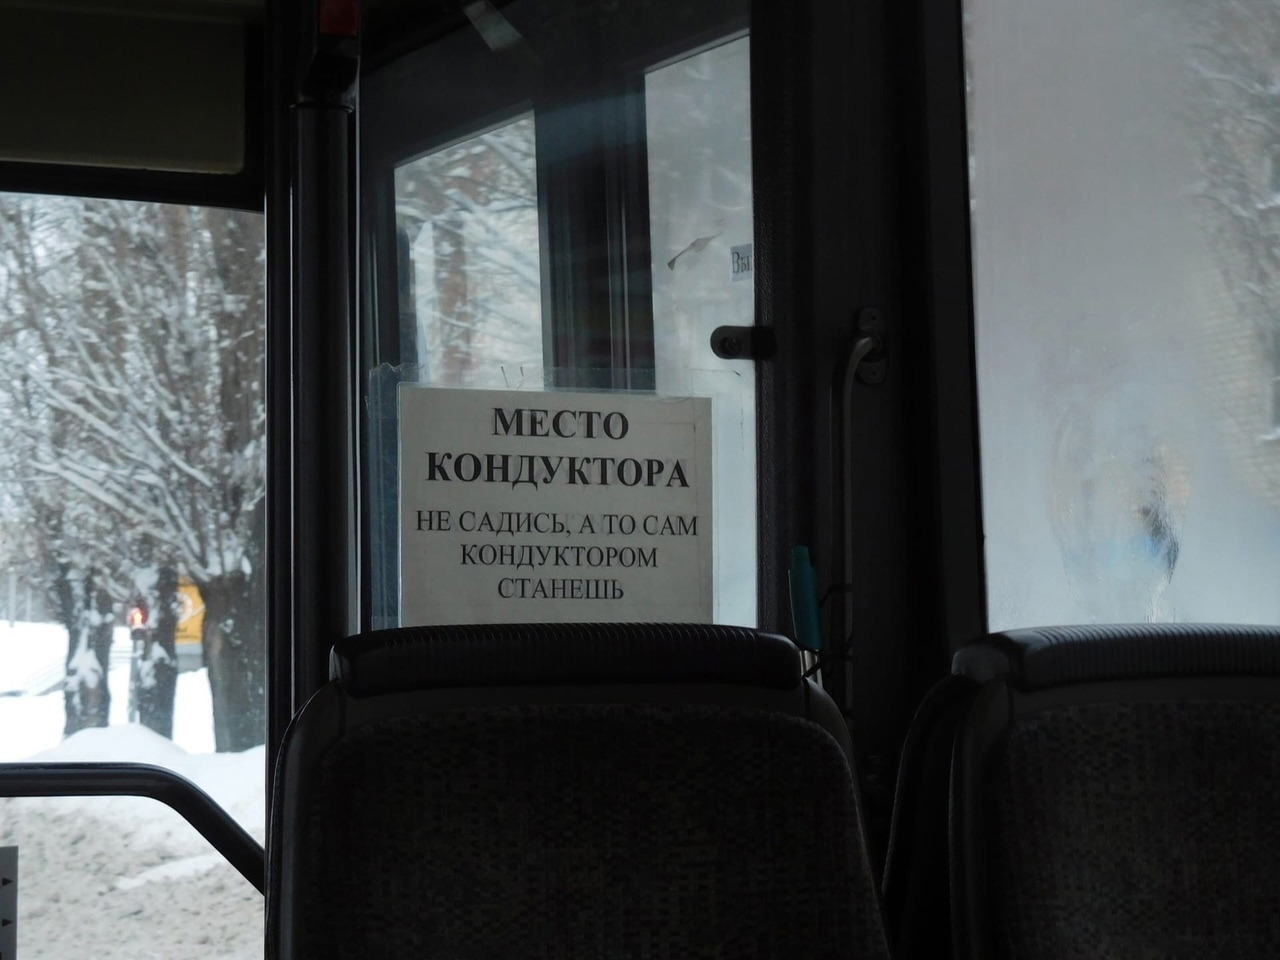 МЕСТО
КОНДУКТОРА
НЕ САДИСЬ, А ТО САМ
КОНДУКТОРОМ
СТАНЕШЬ